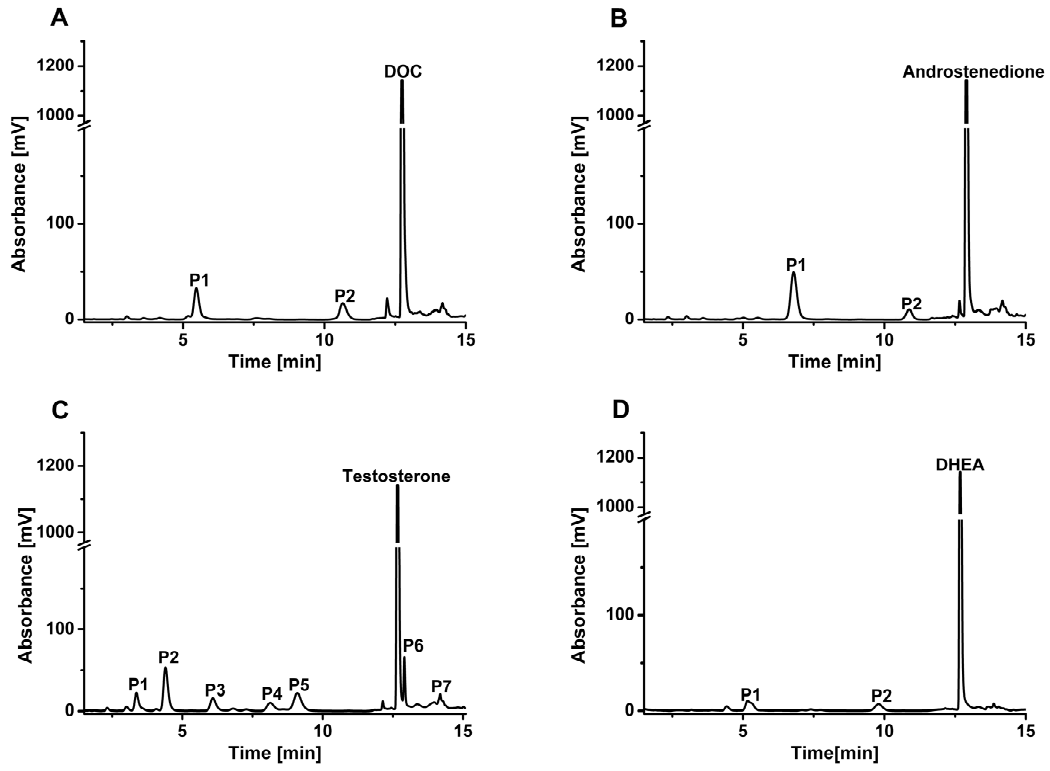 A
Absorbance [mV]
1200
1000
100
0
DOC
P1
P2
5
10
15
Time [min]
B
Absorbance [mV]
1200
1000
100
0
Androstenedione
P1
P2
5
10
15
Time [min]
C
Absorbance [mV]
1200
1000
100
0
Testosterone
P1
P2
P3
P4
P5
P6
P7
5
10
15
Time [min]
D
Absorbance [mV]
1200
1000
100
0
DHEA
P1
P2
5
10
15
Time[min]